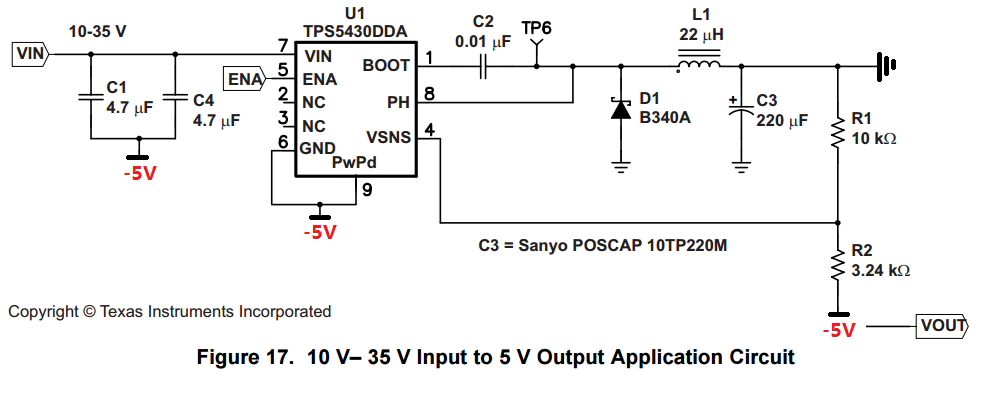 U1
TPS5430DDA
10-35 V
VIN
C1
4.7 μF
C4
4.7 μF
-5V
ENA
7
5
2
3
6
VIN
ENA
NC
NC
GND
BOOT
PH
VSNS
PwPd
1
8
4
9
-5V
C2
0.01 μF
TP6
L1
22 μH
D1
B340A
+
C3
220 μF
R1
10 kΩ
R2
3.24 kΩ
-5V
VOUT
C3 = Sanyo POSCAP 10TP220M
Copyright © Texas Instruments Incorporated
Figure 17. 10 V– 35 V Input to 5 V Output Application Circuit